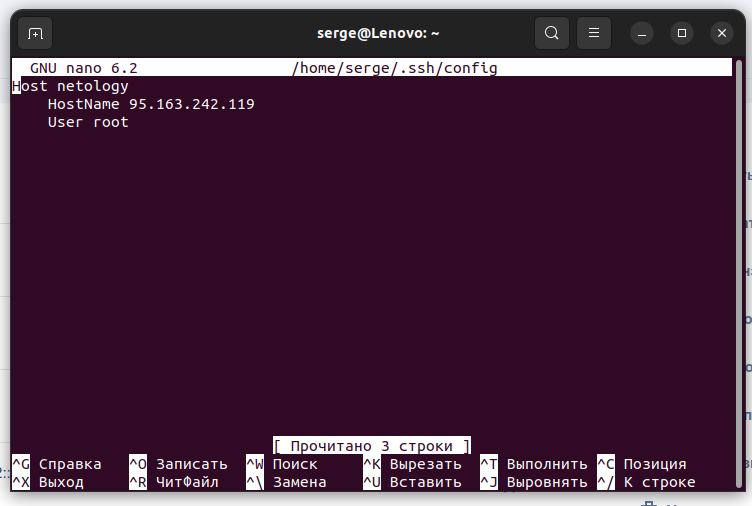 serge@Lenovo: ~
GNU nano 6.2 /home/serge/.ssh/config
Host netology
HostName 95.163.242.119
User root
[ Прочитано 3 строки ]
^G Справка ^O Записать ^W Поиск ^K Вырезать ^T Выполнить ^C Позиция
^X Выход ^R ЧитФайл ^\ Замена ^U Вставить ^J Выровнять ^/ К строке